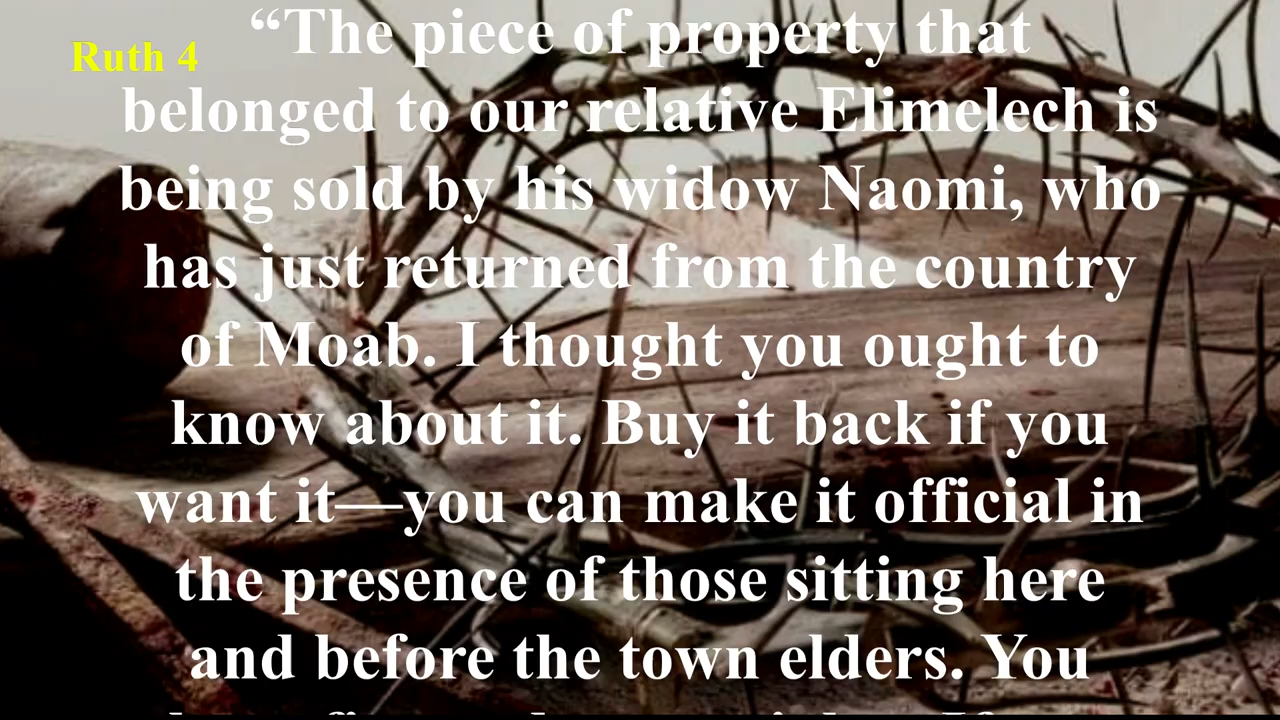 Ruth 4
“The piece of property that
belonged to our relative Elimelech is
being sold by his widow Naomi, who
has just returned from the country
of Moab. I thought you ought to
know about it. Buy it back if you
want it—you can make it official in
the presence of those sitting here
and before the town elders. You